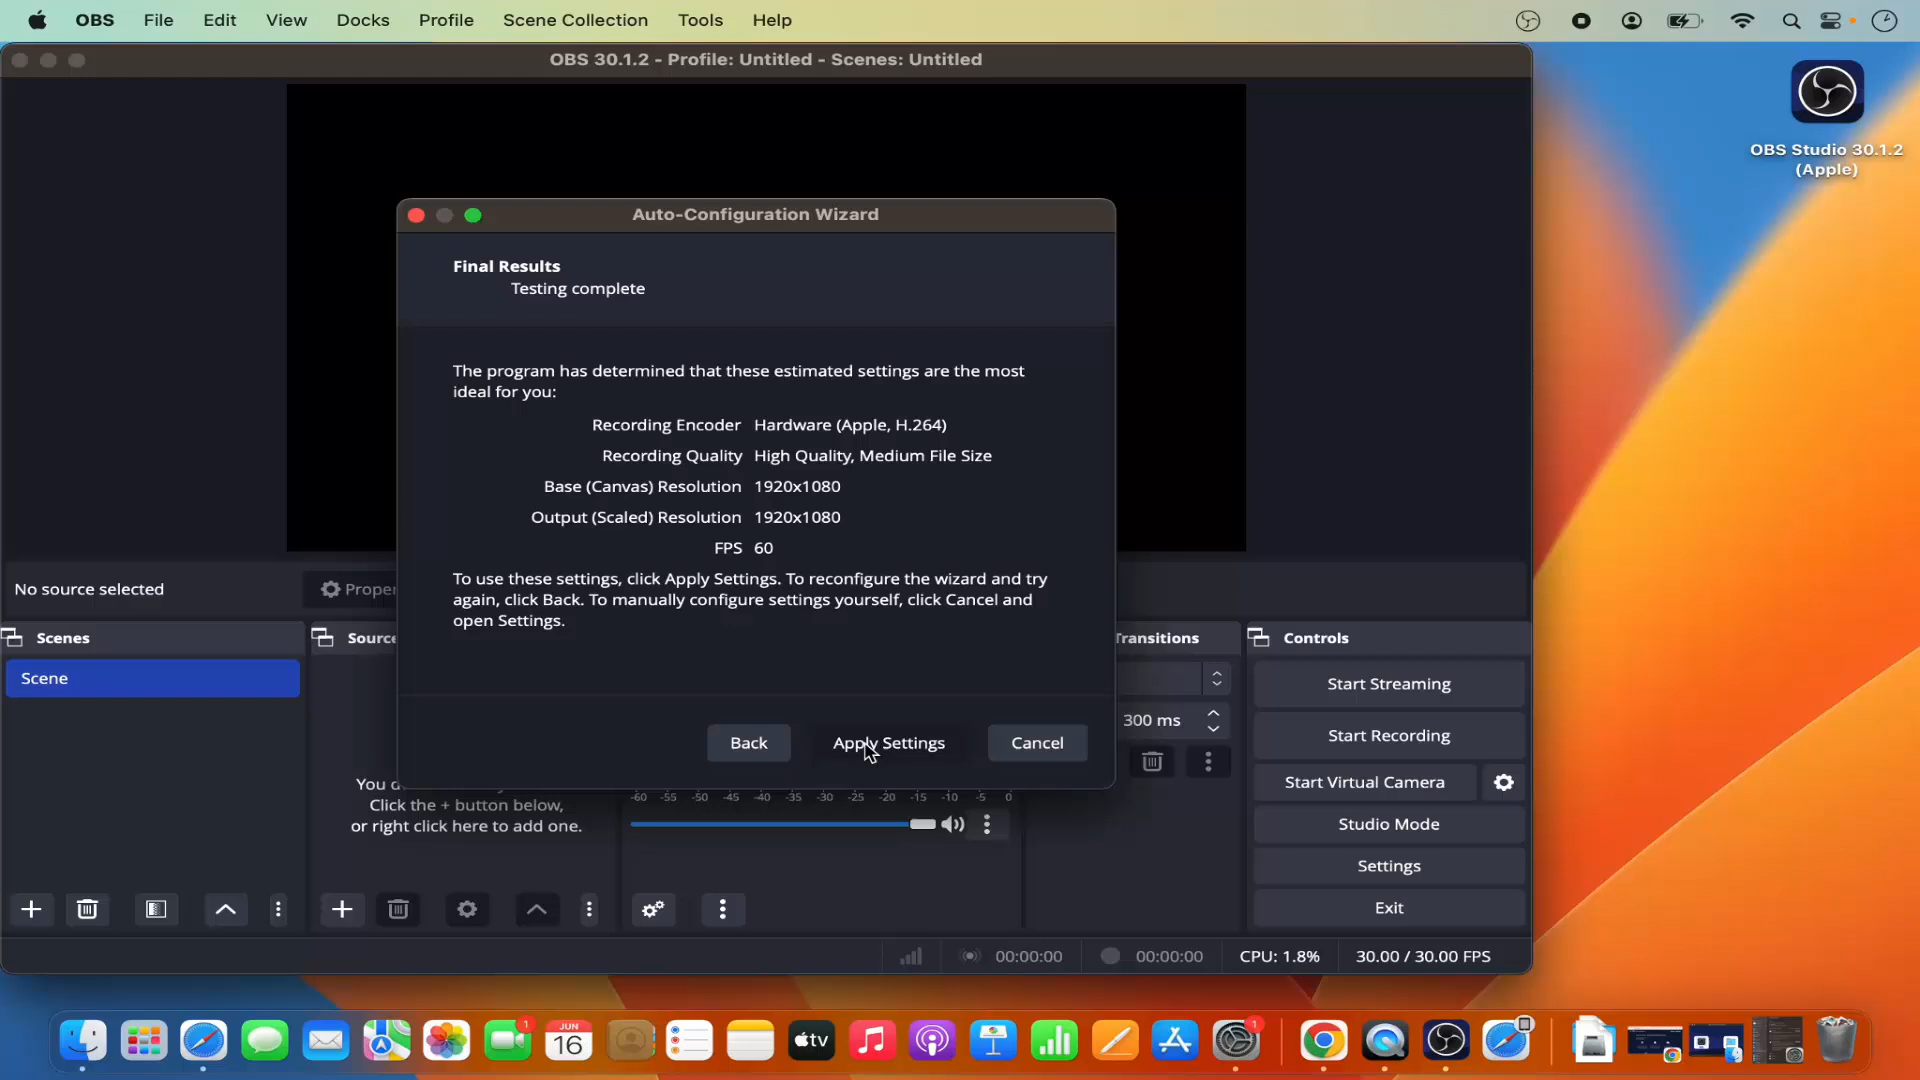 OBS File Edit View Docks Profile Scene Collection Tools Help
OBS 30.1.2 - Profile: Untitled - Scenes: Untitled
OBS Studio 30.1.2
(Apple)
Auto-Configuration Wizard
Final Results
Testing complete
The program has determined that these estimated settings are the most
ideal for you:
Recording Encoder Hardware (Apple, H.264)
Recording Quality High Quality, Medium File Size
Base (Canvas) Resolution 1920x1080
Output (Scaled) Resolution 1920x1080
FPS 60
To use these settings, click Apply Settings. To reconfigure the wizard and try
again, click Back. To manually configure settings yourself, click Cancel and
open Settings.
Back Apply Settings Cancel
No source selected Proper
Scenes Source Transitions Controls
Scene
300 ms
Start Streaming
Start Recording
Start Virtual Camera
Studio Mode
Settings
Exit
You d
Click the + button below,
or right click here to add one.
-60 -55 -50 -45 -40 -35 -30 -25 -20 -15 -10 -5 0
00:00:00 00:00:00 CPU: 1.8% 30.00 / 30.00 FPS
1 JUN 16 tv 1